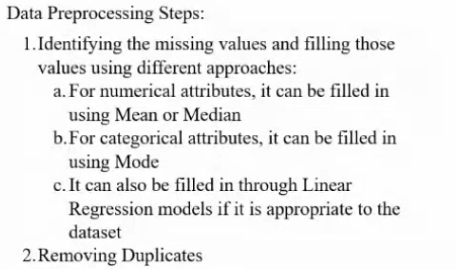 Data Preprocessing Steps:
1.Identifying the missing values and filling those
values using different approaches:
a. For numerical attributes, it can be filled in
using Mean or Median
b.For categorical attributes, it can be filled in
using Mode
c. It can also be filled in through Linear
Regression models if it is appropriate to the
dataset
2.Removing Duplicates